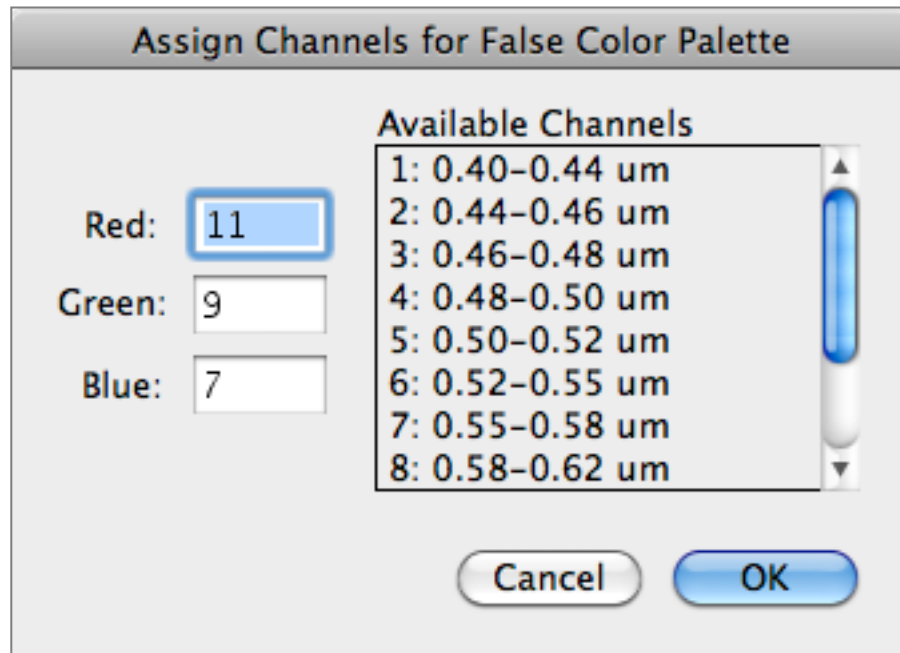 Assign Channels for False Color Palette
Available Channels
1: 0.40-0.44 um
2: 0.44-0.46 um
3: 0.46-0.48 um
4: 0.48-0.50 um
5: 0.50-0.52 um
6: 0.52-0.55 um
7: 0.55-0.58 um
8: 0.58-0.62 um
Red: 11
Green: 9
Blue: 7
Cancel OK